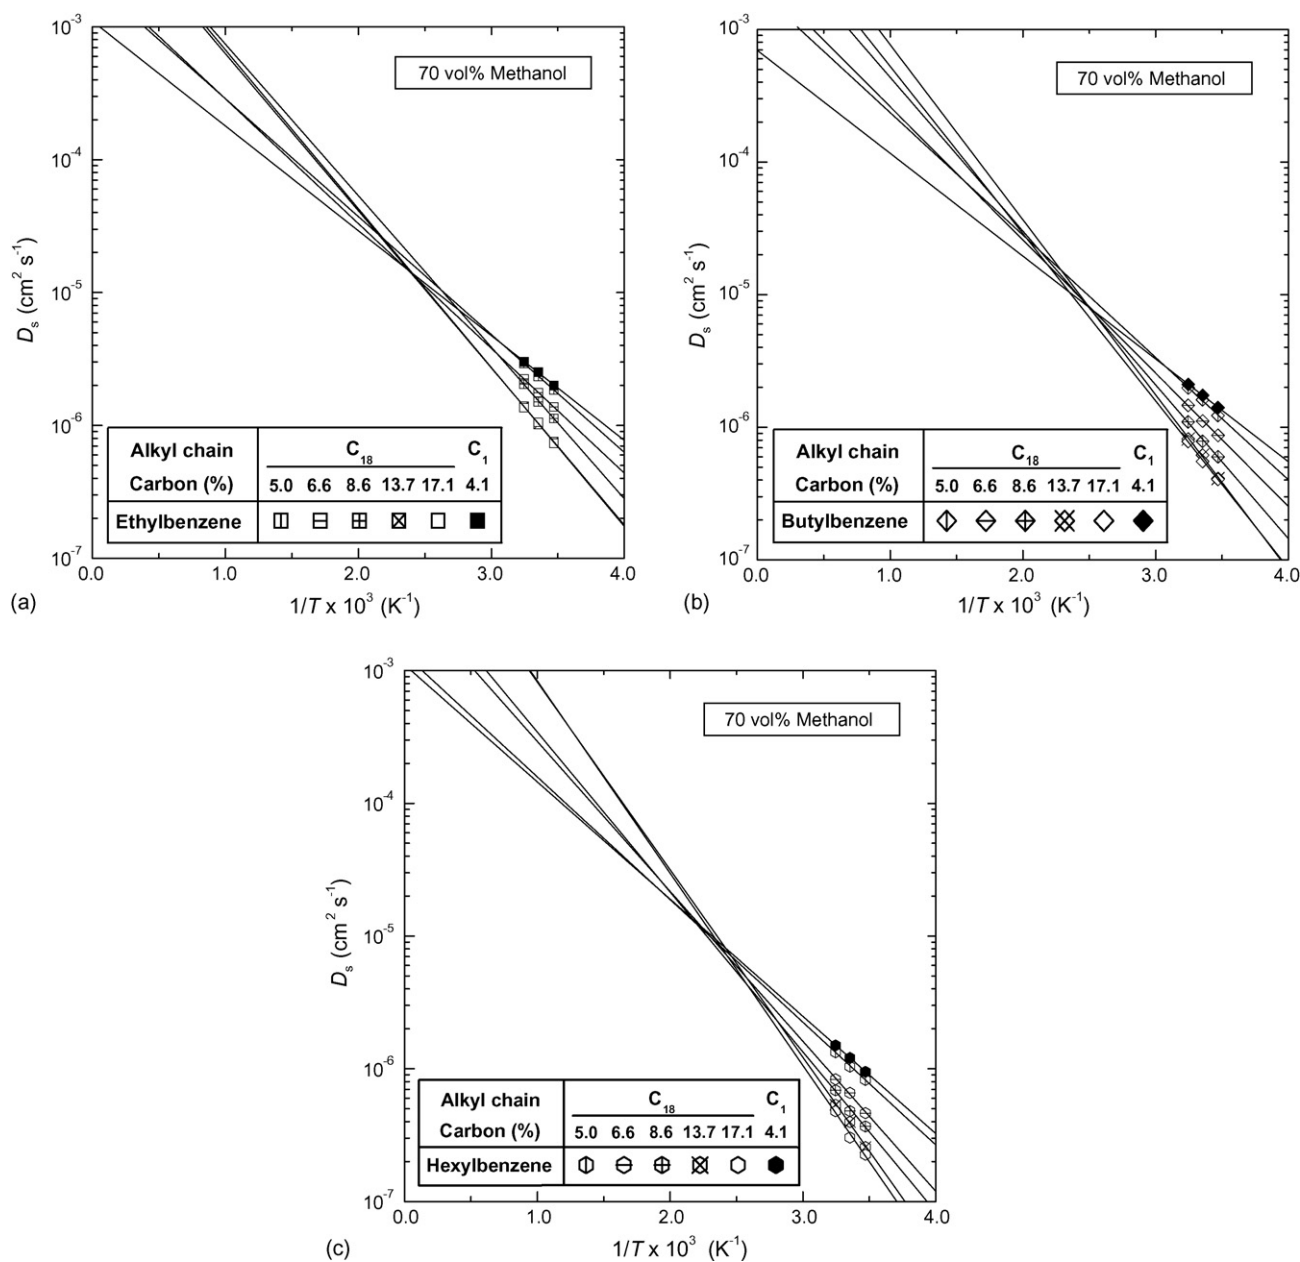 10⁻³
10⁻⁴
10⁻⁵
10⁻⁶
10⁻⁷
Dₛ (cm² s⁻¹)
70 vol% Methanol
Alkyl chain C₁₈ C₁
Carbon (%) 5.0 6.6 8.6 13.7 17.1 4.1
Ethylbenzene
0.0 1.0 2.0 3.0 4.0
(a) 1/T x 10³ (K⁻¹)
10⁻³
10⁻⁴
10⁻⁵
10⁻⁶
10⁻⁷
Dₛ (cm² s⁻¹)
70 vol% Methanol
Alkyl chain C₁₈ C₁
Carbon (%) 5.0 6.6 8.6 13.7 17.1 4.1
Butylbenzene
0.0 1.0 2.0 3.0 4.0
(b) 1/T x 10³ (K⁻¹)
10⁻³
10⁻⁴
10⁻⁵
10⁻⁶
10⁻⁷
Dₛ (cm² s⁻¹)
70 vol% Methanol
Alkyl chain C₁₈ C₁
Carbon (%) 5.0 6.6 8.6 13.7 17.1 4.1
Hexylbenzene
0.0 1.0 2.0 3.0 4.0
(c) 1/T x 10³ (K⁻¹)